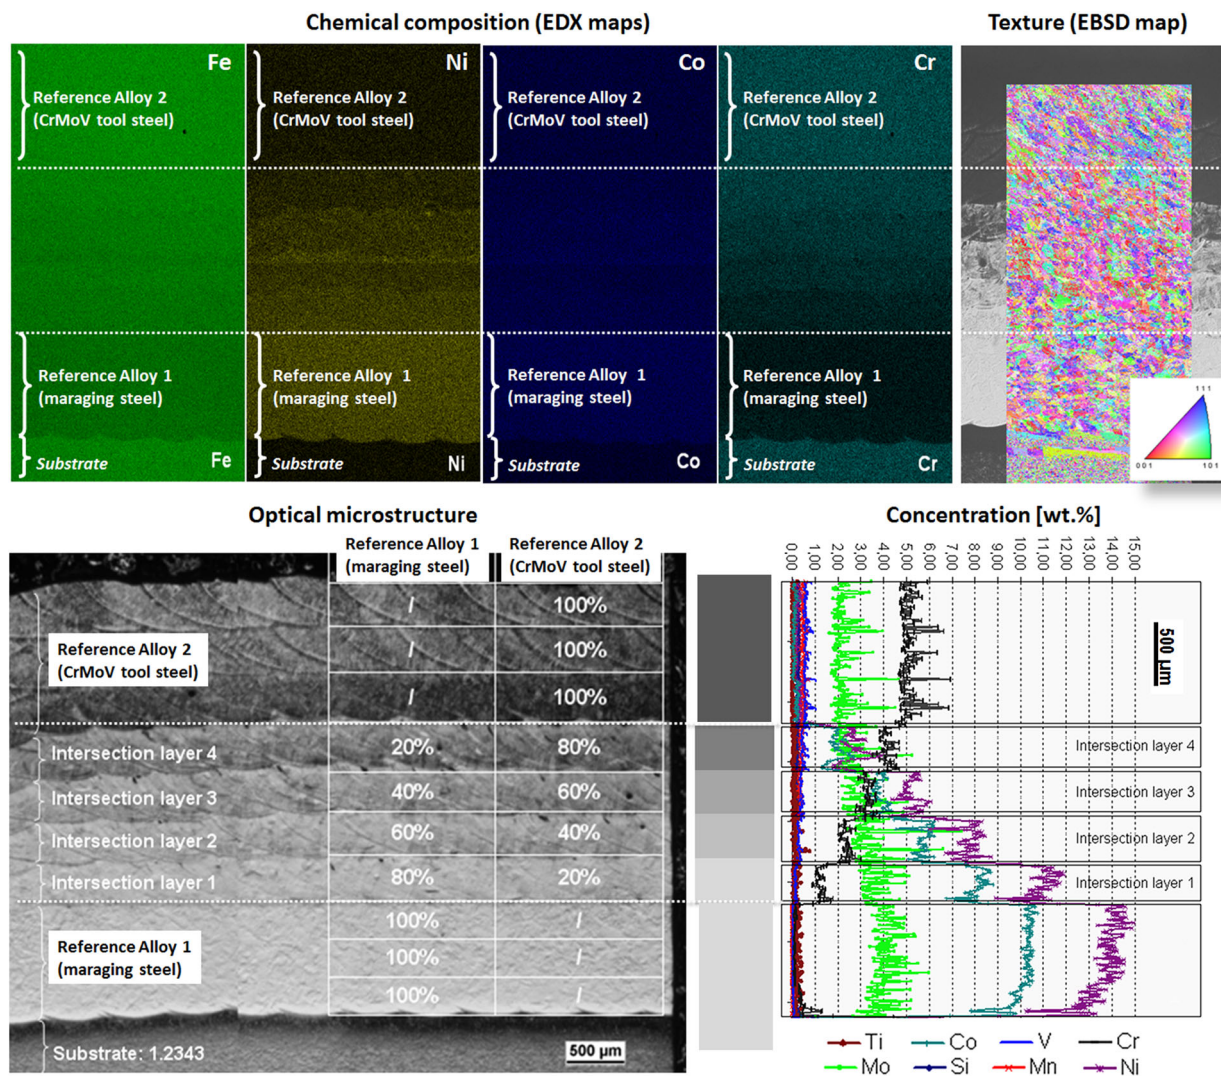 Chemical composition (EDX maps)
Texture (EBSD map)
Fe
Ni
Co
Cr
Reference Alloy 2
(CrMoV tool steel)
Reference Alloy 2
(CrMoV tool steel)
Reference Alloy 2
(CrMoV tool steel)
Reference Alloy 2
(CrMoV tool steel)
Reference Alloy 1
(maraging steel)
Reference Alloy 1
(maraging steel)
Reference Alloy 1
(maraging steel)
Reference Alloy 1
(maraging steel)
Substrate
Fe
Substrate
Ni
Substrate
Co
Substrate
Cr
111
001
101
Optical microstructure
Reference Alloy 1
(maraging steel)
Reference Alloy 2
(CrMoV tool steel)
/ 100%
Reference Alloy 2
(CrMoV tool steel)
/ 100%
/ 100%
Intersection layer 4 20% 80%
Intersection layer 3 40% 60%
Intersection layer 2 60% 40%
Intersection layer 1 80% 20%
100% /
Reference Alloy 1
(maraging steel)
100% /
100% /
Substrate: 1.2343
500 µm
Concentration [wt.%]
0,00
1,00
2,00
3,00
4,00
5,00
6,00
7,00
8,00
9,00
10,00
11,00
12,00
13,00
14,00
15,00
500 µm
Intersection layer 4
Intersection layer 3
Intersection layer 2
Intersection layer 1
Ti Co V Cr
Mo Si Mn Ni